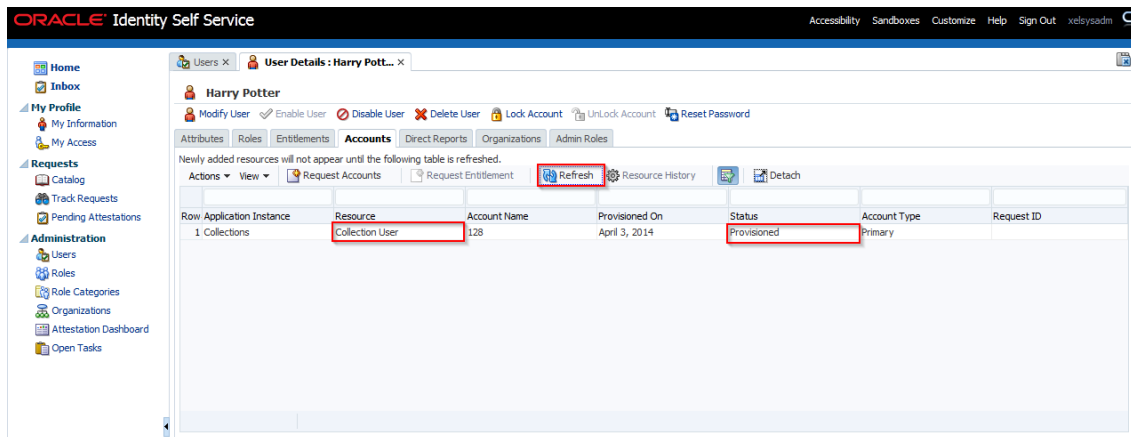 ORACLE® Identity Self Service
Accessibility Sandboxes Customize Help Sign Out xelsysadm
Home
Inbox
My Profile
My Information
My Access
Requests
Catalog
Track Requests
Pending Attestations
Administration
Users
Roles
Role Categories
Organizations
Attestation Dashboard
Open Tasks
Users × User Details : Harry Pott... ×
Harry Potter
Modify User Enable User Disable User Delete User Lock Account UnLock Account Reset Password
Attributes Roles Entitlements Accounts Direct Reports Organizations Admin Roles
Newly added resources will not appear until the following table is refreshed.
Actions View Request Accounts Request Entitlement Refresh Resource History Detach
Row Application Instance Resource Account Name Provisioned On Status Account Type Request ID
1 Collections Collection User 128 April 3, 2014 Provisioned Primary